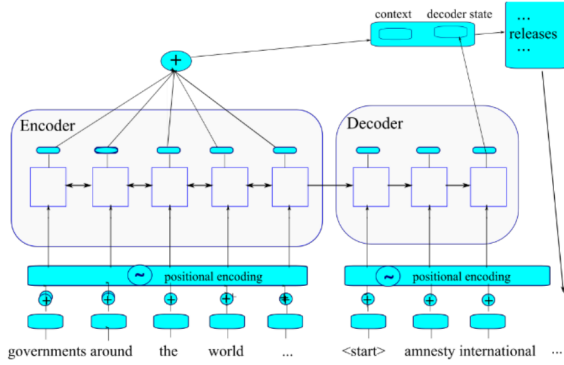 context decoder state
...
releases
...
+
Encoder
Decoder
~ positional encoding
~ positional encoding
+ + + + + + + +
governments around the world ... <start> amnesty international ...